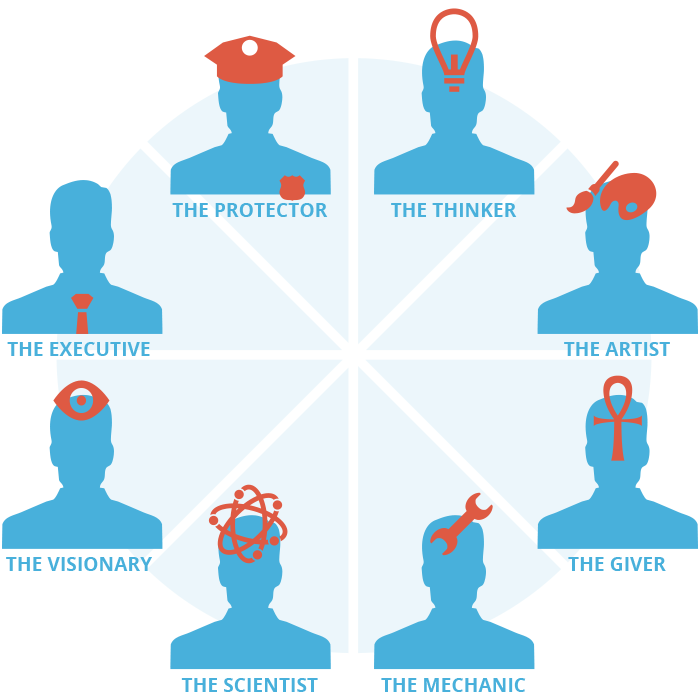 THE PROTECTOR
THE THINKER
THE EXECUTIVE
THE ARTIST
THE VISIONARY
THE GIVER
THE SCIENTIST
THE MECHANIC